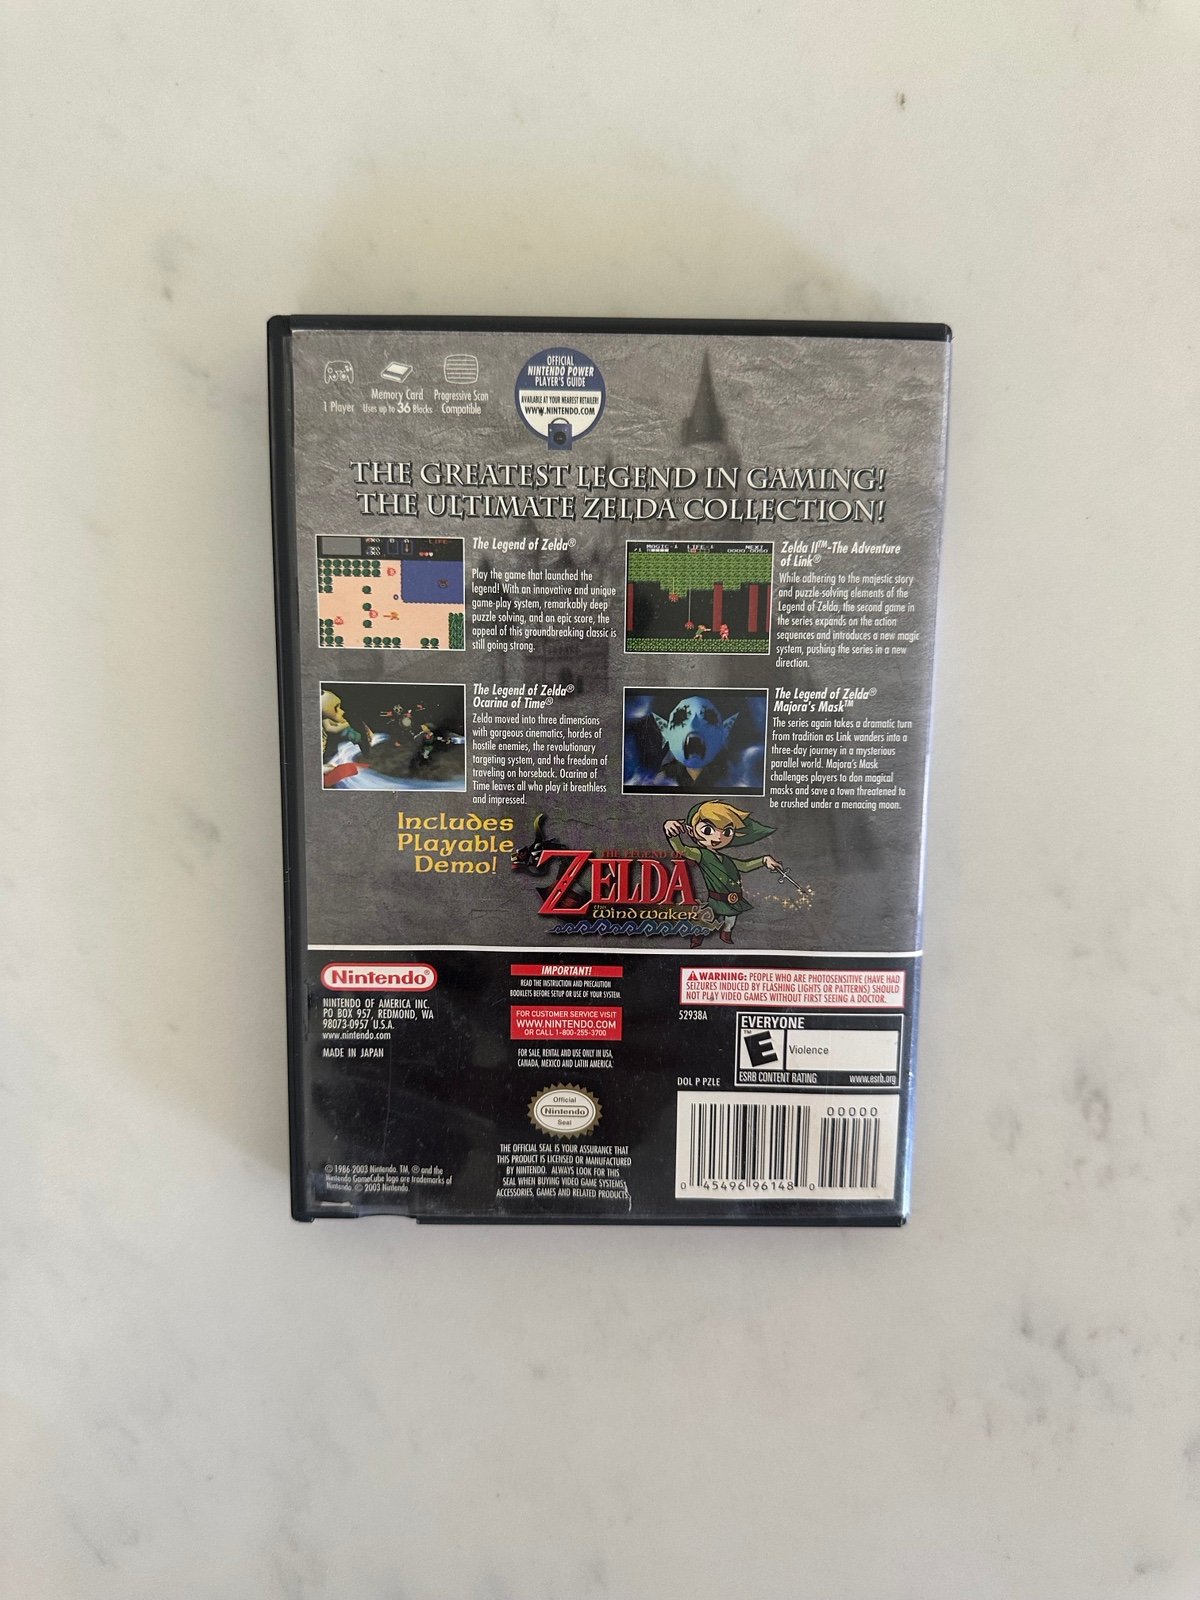 1 Player
Memory Card
Uses up to 36 Blocks
Progressive Scan
Compatible
OFFICIAL
NINTENDO POWER
PLAYER'S GUIDE
AVAILABLE AT YOUR NEAREST RETAILER!
WWW.NINTENDO.COM
THE GREATEST LEGEND IN GAMING!
THE ULTIMATE ZELDA™ COLLECTION!
The Legend of Zelda®
Play the game that launched the
legend! With an innovative and unique
game-play system, remarkably deep
puzzle solving, and an epic score, the
appeal of this groundbreaking classic is
still going strong.
MAGIC-1 LIFE-1 NEXT
Zelda II™-The Adventure
of Link®
While adhering to the majestic story
and puzzle-solving elements of the
Legend of Zelda, the second game in
the series expands on the action
sequences and introduces a new magic
system, pushing the series in a new
direction.
The Legend of Zelda®
Ocarina of Time®
Zelda moved into three dimensions
with gorgeous cinematics, hordes of
hostile enemies, the revolutionary
targeting system, and the freedom of
traveling on horseback. Ocarina of
Time leaves all who play it breathless
and impressed.
The Legend of Zelda®
Majora's Mask™
The series again takes a dramatic turn
from tradition as Link wanders into a
three-day journey in a mysterious
parallel world. Majora's Mask
challenges players to don magical
masks and save a town threatened to
be crushed under a menacing moon.
Includes
Playable
Demo!
THE LEGEND OF
ZELDA
the Wind Waker
Nintendo®
NINTENDO OF AMERICA INC.
PO BOX 957, REDMOND, WA
98073-0957 U.S.A.
www.nintendo.com
MADE IN JAPAN
© 1986-2003 Nintendo. TM, ® and the
Nintendo GameCube logo are trademarks of
Nintendo. © 2003 Nintendo.
IMPORTANT!
READ THE INSTRUCTION AND PRECAUTION
BOOKLETS BEFORE SETUP OR USE OF YOUR SYSTEM.
FOR CUSTOMER SERVICE VISIT
WWW.NINTENDO.COM
OR CALL 1-800-255-3700
FOR SALE, RENTAL AND USE ONLY IN USA,
CANADA, MEXICO AND LATIN AMERICA.
Official
Nintendo
Seal
THE OFFICIAL SEAL IS YOUR ASSURANCE THAT
THIS PRODUCT IS LICENSED OR MANUFACTURED
BY NINTENDO. ALWAYS LOOK FOR THIS
SEAL WHEN BUYING VIDEO GAME SYSTEMS,
ACCESSORIES, GAMES AND RELATED PRODUCTS.
WARNING: PEOPLE WHO ARE PHOTOSENSITIVE (HAVE HAD
SEIZURES INDUCED BY FLASHING LIGHTS OR PATTERNS) SHOULD
NOT PLAY VIDEO GAMES WITHOUT FIRST SEEING A DOCTOR.
52938A
EVERYONE
E
Violence
ESRB CONTENT RATING www.esrb.org
DOL P PZLE
00000
0 45496 96148 0